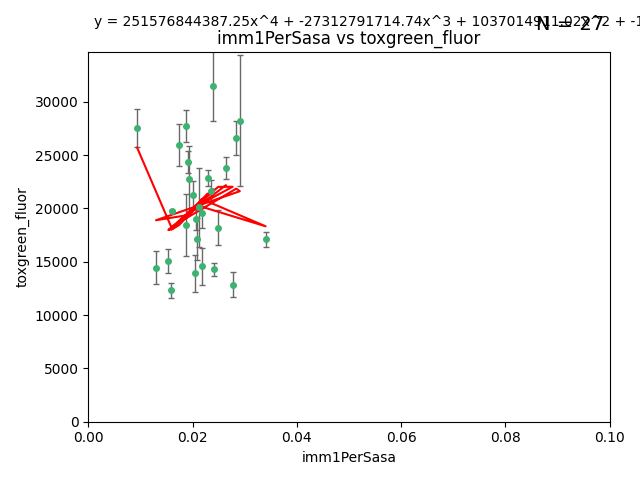 y = 251576844387.25x^4 + -27312791714.74x^3 + 1037014911.02x^2 + -1
N = 27
imm1PerSasa vs toxgreen_fluor
toxgreen_fluor
30000
25000
20000
15000
10000
5000
0
0.00 0.02 0.04 0.06 0.08 0.10
imm1PerSasa